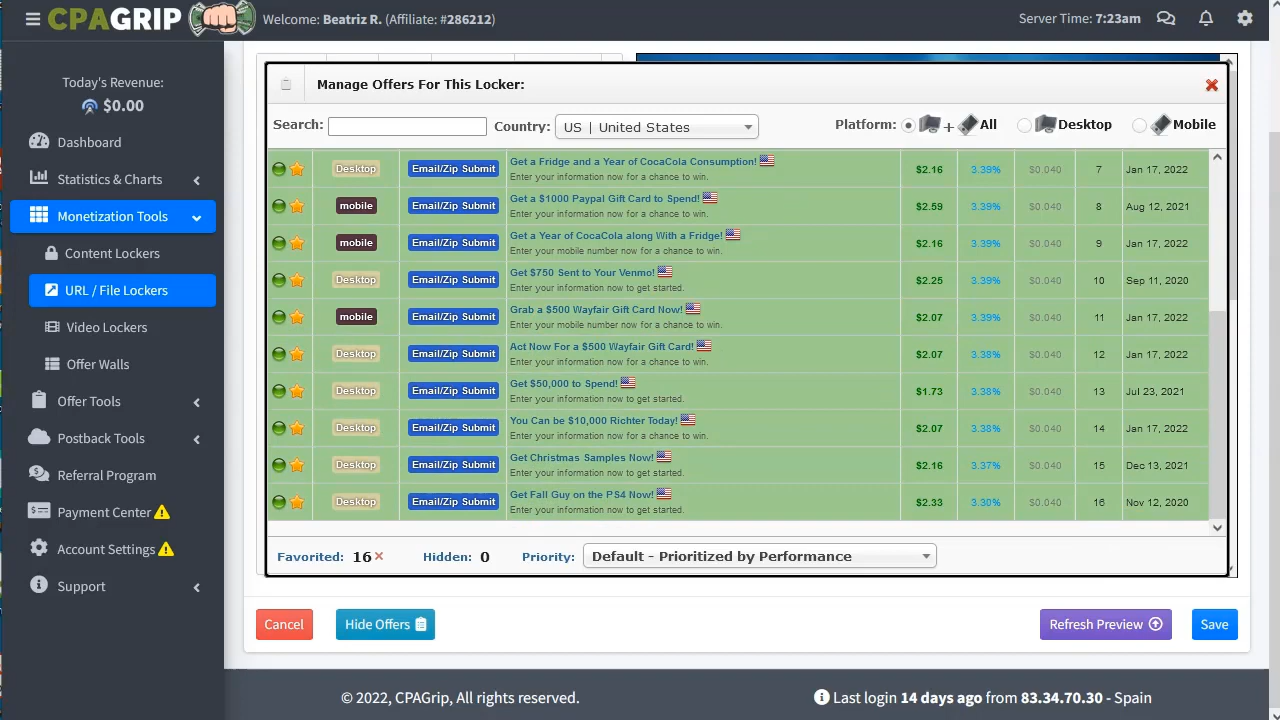 CPAGRIP Welcome: Beatriz R. (Affiliate: #286212) Server Time: 7:23am
Today's Revenue:
$0.00
Dashboard
Statistics & Charts
Monetization Tools
Content Lockers
URL / File Lockers
Video Lockers
Offer Walls
Offer Tools
Postback Tools
Referral Program
Payment Center
Account Settings
Support
Manage Offers For This Locker:
Search: Country: US | United States Platform: + All Desktop Mobile
Desktop Email/Zip Submit Get a Fridge and a Year of CocaCola Consumption! $2.16 3.39% $0.040 7 Jan 17, 2022
Enter your information now for a chance to win.
mobile Email/Zip Submit Get a $1000 Paypal Gift Card to Spend! $2.59 3.39% $0.040 8 Aug 12, 2021
Enter your information now for a chance to win.
mobile Email/Zip Submit Get a Year of CocaCola along With a Fridge! $2.16 3.39% $0.040 9 Jan 17, 2022
Enter your mobile number now for a chance to win.
Desktop Email/Zip Submit Get $750 Sent to Your Venmo! $2.25 3.39% $0.040 10 Sep 11, 2020
Enter your information now to get started.
mobile Email/Zip Submit Grab a $500 Wayfair Gift Card Now! $2.07 3.39% $0.040 11 Jan 17, 2022
Enter your mobile number now for a chance to win.
Desktop Email/Zip Submit Act Now For a $500 Wayfair Gift Card! $2.07 3.38% $0.040 12 Jan 17, 2022
Enter your information now for a chance to win.
Desktop Email/Zip Submit Get $50,000 to Spend! $1.73 3.38% $0.040 13 Jul 23, 2021
Enter your information now to get started.
Desktop Email/Zip Submit You Can be $10,000 Richter Today! $2.07 3.38% $0.040 14 Jan 17, 2022
Enter your information now for a chance to win.
Desktop Email/Zip Submit Get Christmas Samples Now! $2.16 3.37% $0.040 15 Dec 13, 2021
Enter your information now to get started.
Desktop Email/Zip Submit Get Fall Guy on the PS4 Now! $2.33 3.30% $0.040 16 Nov 12, 2020
Enter your information now to get started.
Favorited: 16 Hidden: 0 Priority: Default - Prioritized by Performance
Cancel Hide Offers Refresh Preview Save
© 2022, CPAGrip, All rights reserved. Last login 14 days ago from 83.34.70.30 - Spain